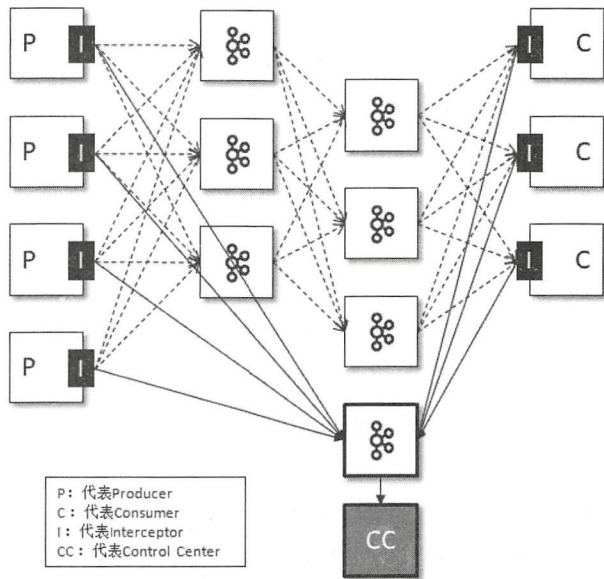 P I
I C
P I
I C
P I
I C
P I
CC
P：代表Producer
C：代表Consumer
I：代表Interceptor
CC：代表Control Center